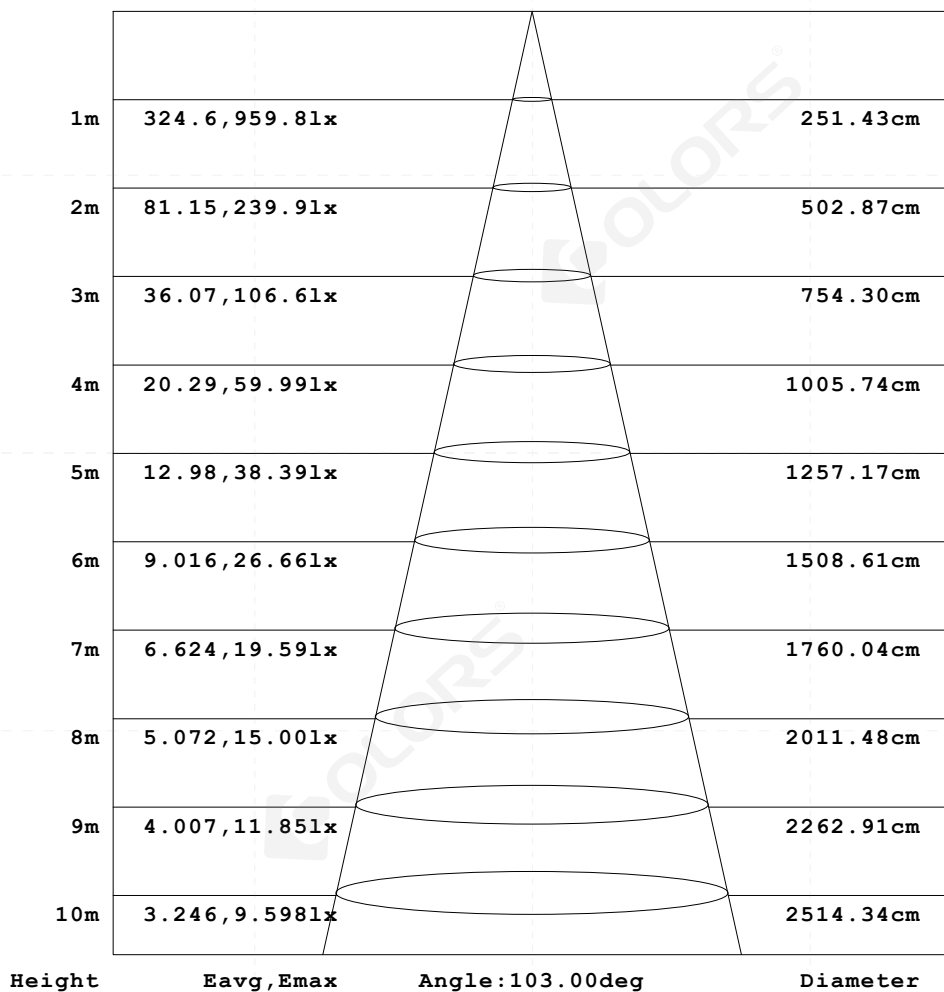 1m 324.6,959.8lx 251.43cm
2m 81.15,239.9lx 502.87cm
3m 36.07,106.6lx 754.30cm
4m 20.29,59.99lx 1005.74cm
5m 12.98,38.39lx 1257.17cm
6m 9.016,26.66lx 1508.61cm
7m 6.624,19.59lx 1760.04cm
8m 5.072,15.00lx 2011.48cm
9m 4.007,11.85lx 2262.91cm
10m 3.246,9.598lx 2514.34cm
Height Eavg,Emax Angle:103.00deg Diameter
COLORS®
COLORS®